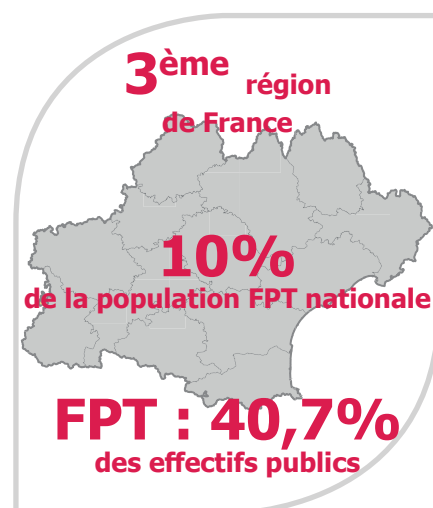 3ème région
de France
10%
de la population FPT nationale
FPT : 40,7%
des effectifs publics